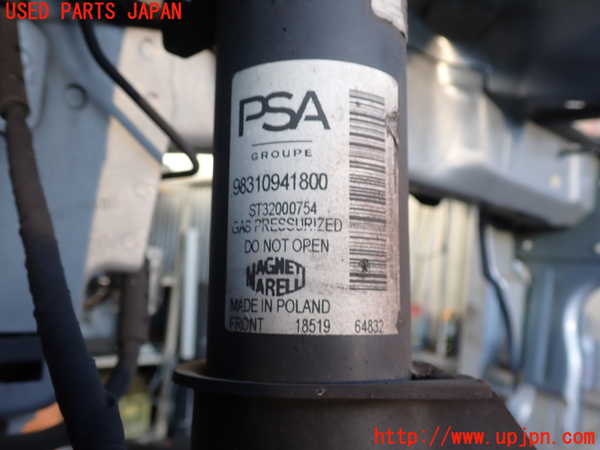 USED PARTS JAPAN
PSA
GROUPE
98310941800
ST32000754
GAS PRESSURIZED
DO NOT OPEN
MAGNETI
MARELLI
MADE IN POLAND
FRONT 18519 64832
http://www.upjpn.com/